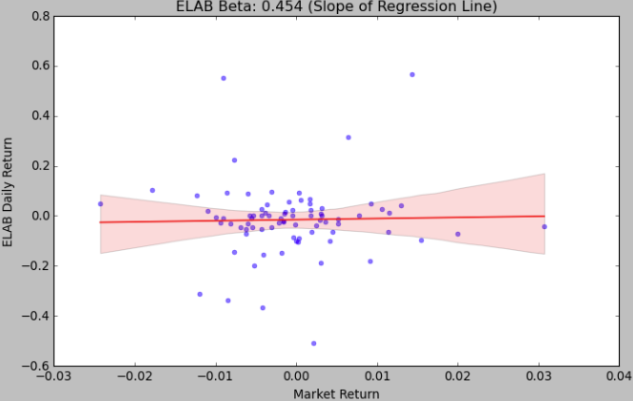 ELAB Beta: 0.454 (Slope of Regression Line)
0.8
0.6
0.4
0.2
0.0
−0.2
−0.4
−0.6
ELAB Daily Return
−0.03 −0.02 −0.01 0.00 0.01 0.02 0.03 0.04
Market Return